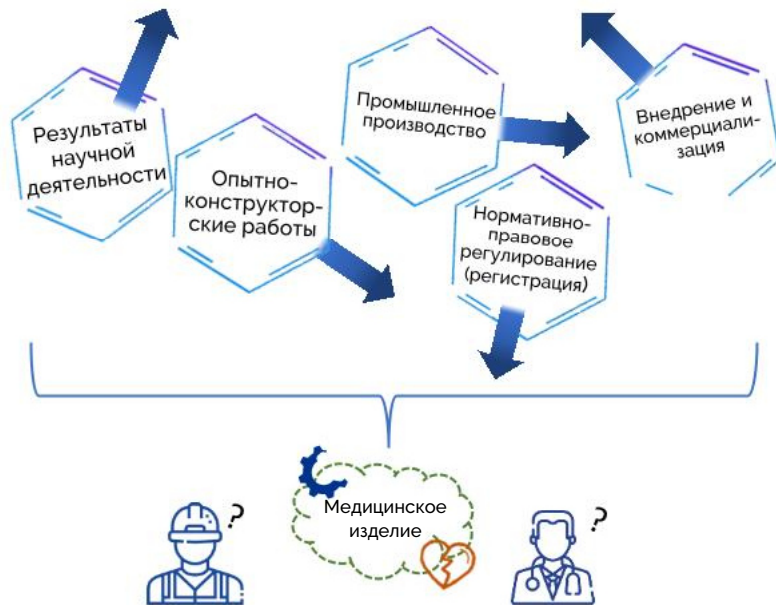 Результаты
научной
деятельности
Опытно-
конструктор-
ские работы
Промышленное
производство
Нормативно-
правовое
регулирование
(регистрация)
Внедрение и
коммерциали-
зация
?
Медицинское
изделие
?